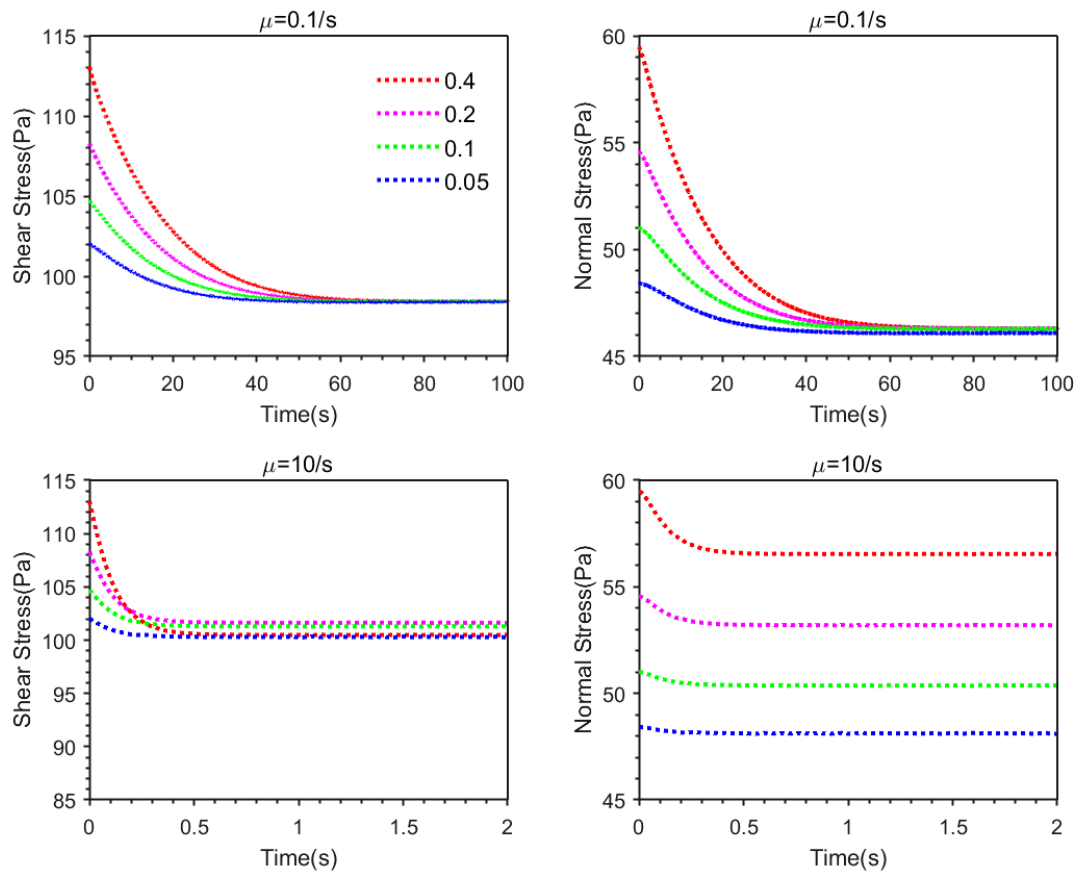 μ=0.1/s
115
110
105
100
95
Shear Stress(Pa)
0.4
0.2
0.1
0.05
0 20 40 60 80 100
Time(s)
μ=0.1/s
60
55
50
45
Normal Stress(Pa)
0 20 40 60 80 100
Time(s)
μ=10/s
115
110
105
100
95
90
85
Shear Stress(Pa)
0 0.5 1 1.5 2
Time(s)
μ=10/s
60
55
50
45
Normal Stress(Pa)
0 0.5 1 1.5 2
Time(s)